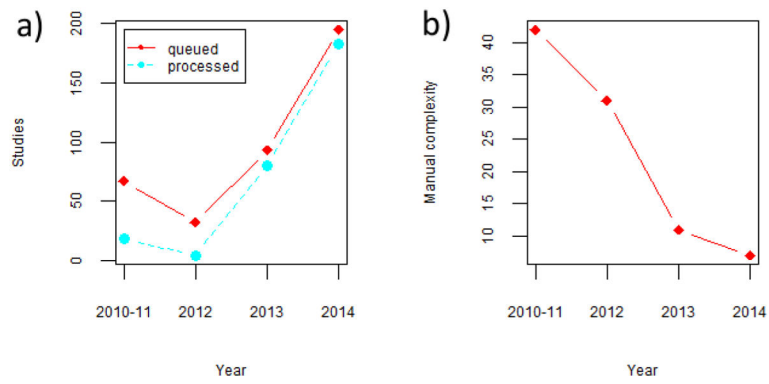 a)
queued
processed
Studies
200
150
100
50
0
2010-11 2012 2013 2014
Year
b)
Manual complexity
40
35
30
25
20
15
10
2010-11 2012 2013 2014
Year